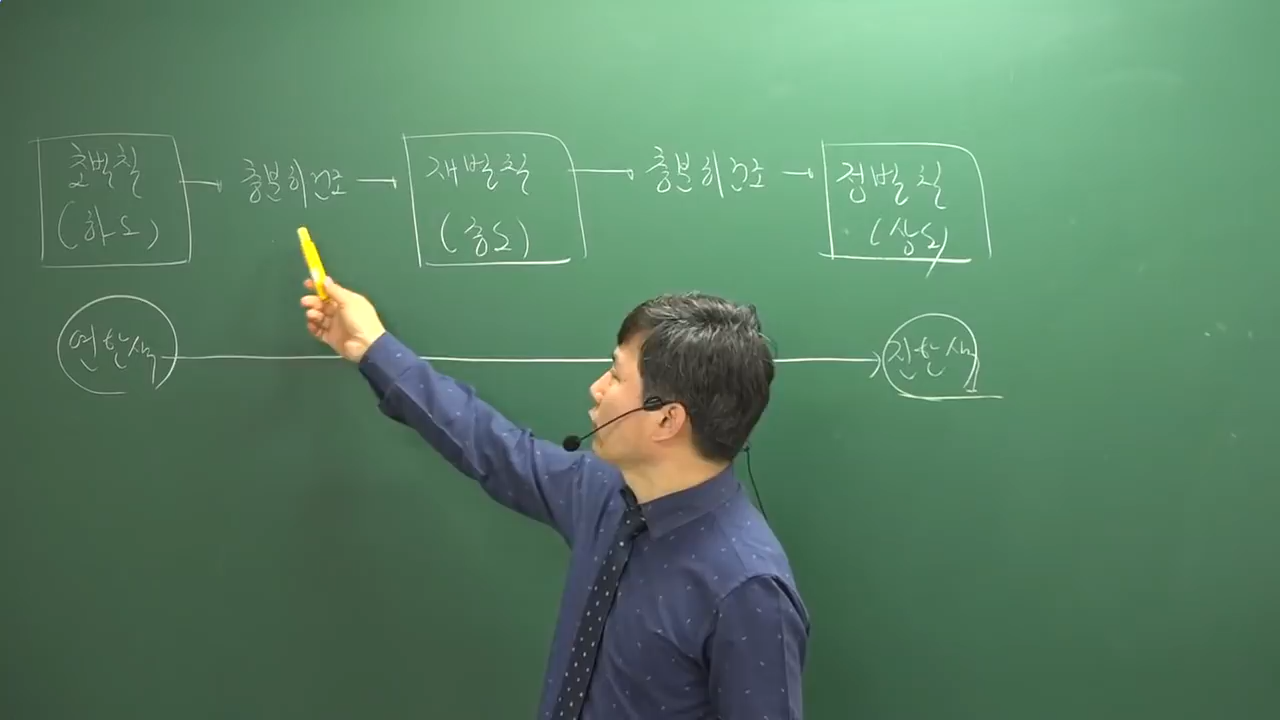 초벌칠 → 충분히 건조 → 재벌칠 → 충분히 건조 → 정벌칠
(하도) (중도) (상도)
연한색 → 진한색